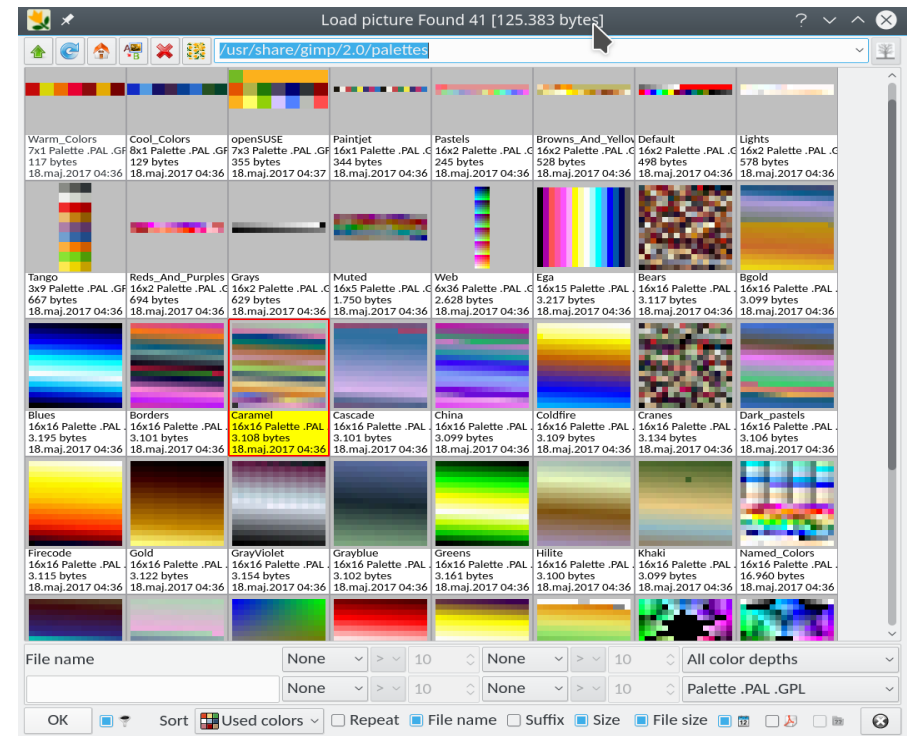 Load picture Found 41 [125.383 bytes]
/usr/share/gimp/2.0/palettes
Warm_Colors Cool_Colors openSUSE Paintjet Pastels Browns_And_Yellov Default Lights
7x1 Palette .PAL .GF 8x1 Palette .PAL .GF 7x3 Palette .PAL .GF 16x1 Palette .PAL .G 16x2 Palette .PAL .G 16x2 Palette .PAL .G 16x2 Palette .PAL .G 16x2 Palette .PAL .G
117 bytes 129 bytes 355 bytes 344 bytes 245 bytes 528 bytes 498 bytes 578 bytes
18.maj.2017 04:36 18.maj.2017 04:36 18.maj.2017 04:37 18.maj.2017 04:36 18.maj.2017 04:36 18.maj.2017 04:36 18.maj.2017 04:36 18.maj.2017 04:36
Tango Reds_And_Purples Grays Muted Web Ega Bears Bgold
3x9 Palette .PAL .GF 16x2 Palette .PAL .G 16x2 Palette .PAL .G 16x5 Palette .PAL .G 6x36 Palette .PAL .G 16x15 Palette .PAL 16x16 Palette .PAL . 16x16 Palette .PAL .
667 bytes 694 bytes 629 bytes 1.750 bytes 2.628 bytes 3.217 bytes 3.117 bytes 3.099 bytes
18.maj.2017 04:36 18.maj.2017 04:36 18.maj.2017 04:36 18.maj.2017 04:36 18.maj.2017 04:36 18.maj.2017 04:36 18.maj.2017 04:36 18.maj.2017 04:36
Blues Borders Caramel Cascade China Coldfire Cranes Dark_pastels
16x16 Palette .PAL . 16x16 Palette .PAL . 16x16 Palette .PAL 16x16 Palette .PAL . 16x16 Palette .PAL . 16x16 Palette .PAL . 16x16 Palette .PAL . 16x16 Palette .PAL .
3.195 bytes 3.101 bytes 3.108 bytes 3.101 bytes 3.099 bytes 3.109 bytes 3.134 bytes 3.106 bytes
18.maj.2017 04:36 18.maj.2017 04:36 18.maj.2017 04:36 18.maj.2017 04:36 18.maj.2017 04:36 18.maj.2017 04:36 18.maj.2017 04:36 18.maj.2017 04:36
Firecode Gold GrayViolet Grayblue Greens Hilite Khaki Named_Colors
16x16 Palette .PAL . 16x16 Palette .PAL . 16x16 Palette .PAL . 16x16 Palette .PAL . 16x16 Palette .PAL . 16x16 Palette .PAL . 16x16 Palette .PAL . 16x16 Palette .PAL .
3.115 bytes 3.122 bytes 3.154 bytes 3.102 bytes 3.161 bytes 3.100 bytes 3.099 bytes 16.960 bytes
18.maj.2017 04:36 18.maj.2017 04:36 18.maj.2017 04:36 18.maj.2017 04:36 18.maj.2017 04:36 18.maj.2017 04:36 18.maj.2017 04:36 18.maj.2017 04:36
File name None > 10 None > 10 All color depths
None > 10 None > 10 Palette .PAL .GPL
OK Sort Used colors Repeat File name Suffix Size File size 12